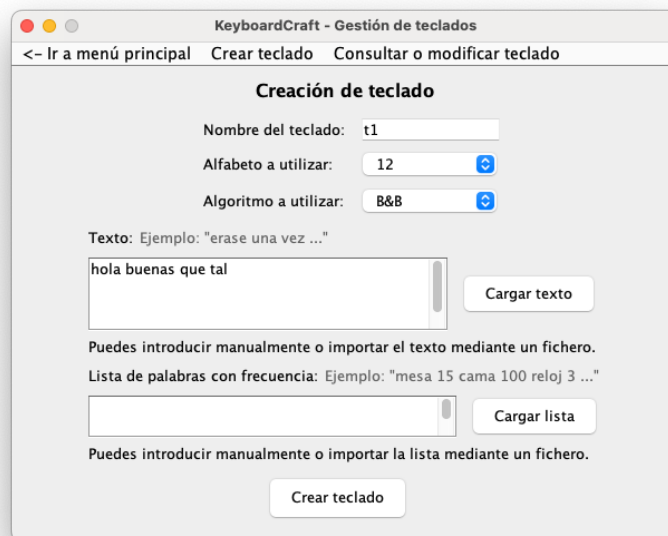 KeyboardCraft - Gestión de teclados
<- Ir a menú principal Crear teclado Consultar o modificar teclado
Creación de teclado
Nombre del teclado: t1
Alfabeto a utilizar: 12
Algoritmo a utilizar: B&B
Texto: Ejemplo: "erase una vez ..."
hola buenas que tal
Cargar texto
Puedes introducir manualmente o importar el texto mediante un fichero.
Lista de palabras con frecuencia: Ejemplo: "mesa 15 cama 100 reloj 3 ..."
Cargar lista
Puedes introducir manualmente o importar la lista mediante un fichero.
Crear teclado